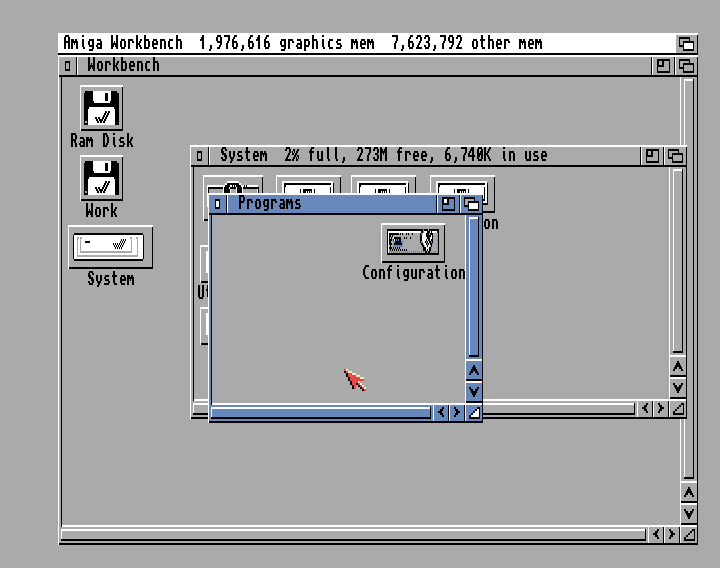 Amiga Workbench 1,976,616 graphics mem 7,623,792 other mem
Workbench
Ram Disk
System 2% full, 273M free, 6,740K in use
Work
Programs
on
System
Configuration